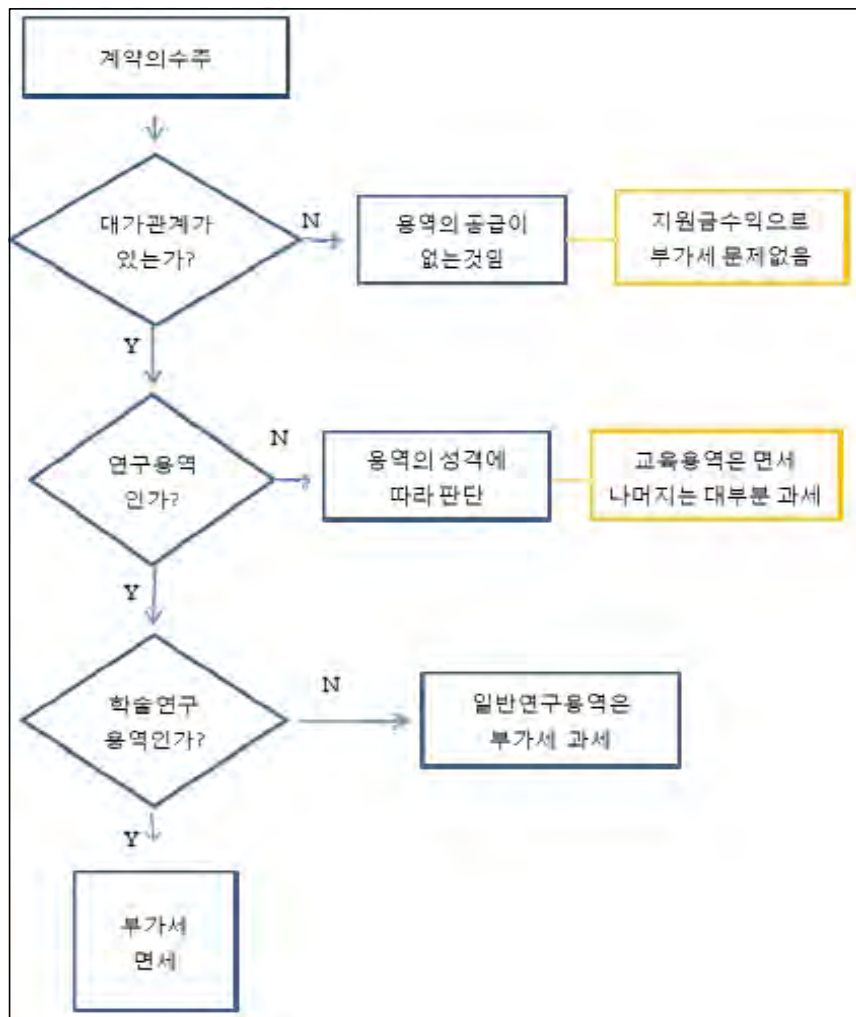 계약의수주
대가관계가
있는가?
N
용역의 공급이
없는것임
지원금수익으로
부가세 문제없음
Y
연구용역
인가?
N
용역의 성격에
따라 판단
교육용역은 면세
나머지는 대부분 과세
Y
학술연구
용역인가?
N
일반연구용역은
부가세 과세
Y
부가세
면세